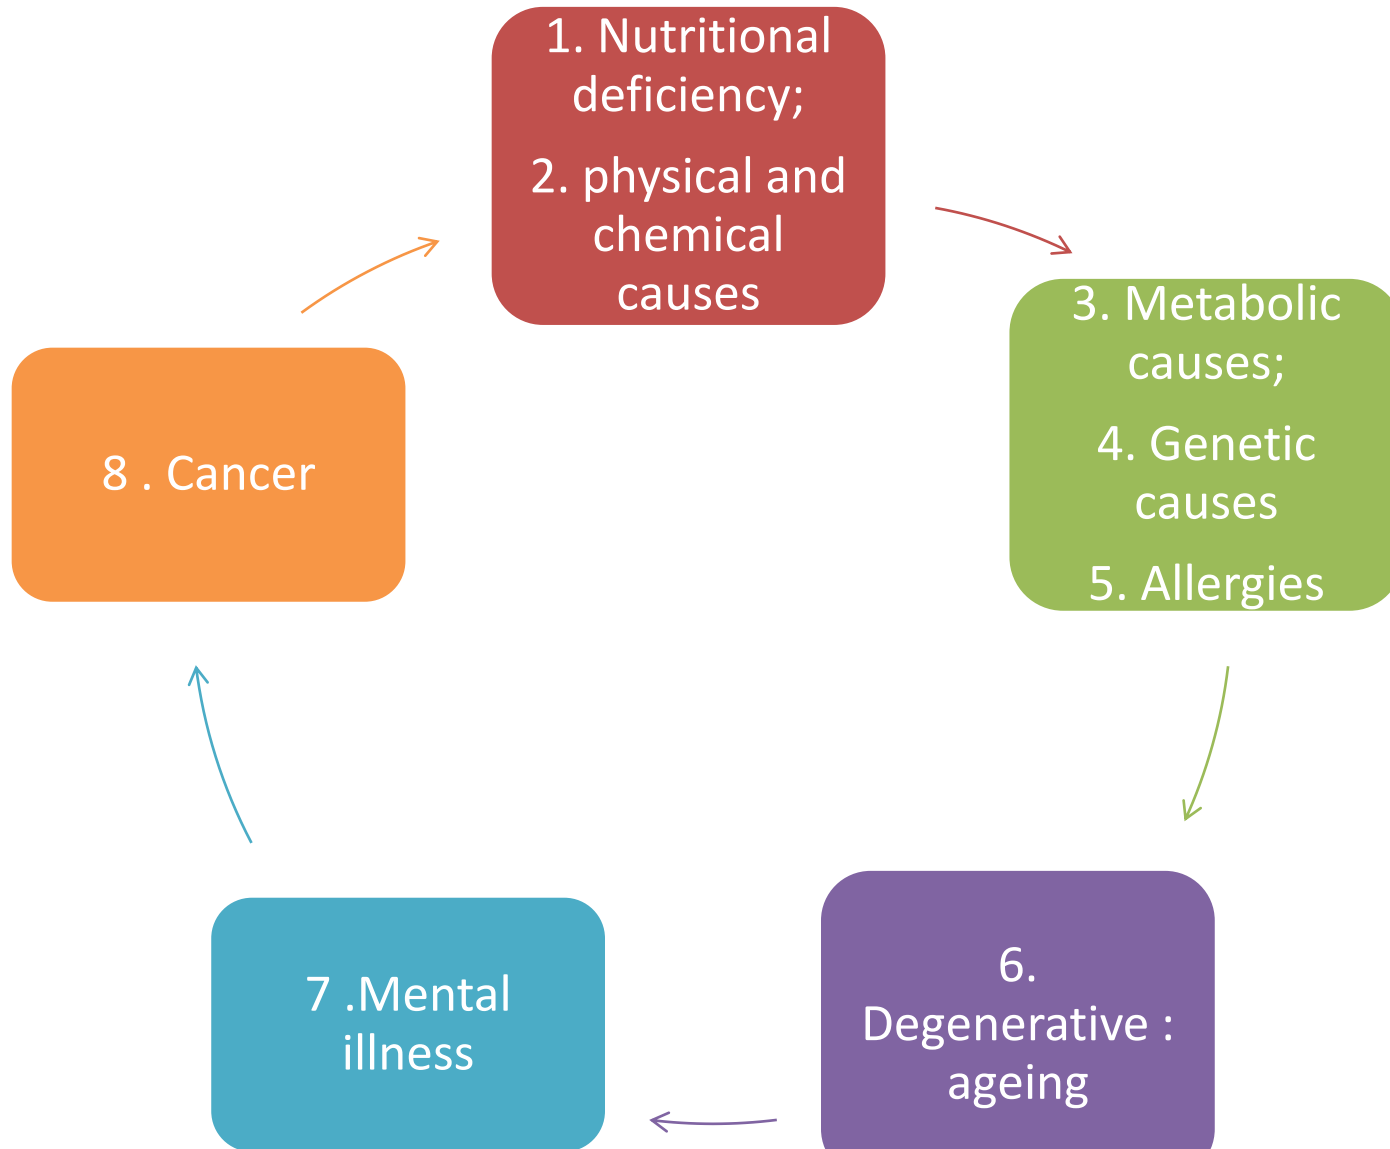 1. Nutritional
deficiency;
2. physical and
chemical
causes
3. Metabolic
causes;
4. Genetic
causes
5. Allergies
6.
Degenerative :
ageing
7 .Mental
illness
8 . Cancer